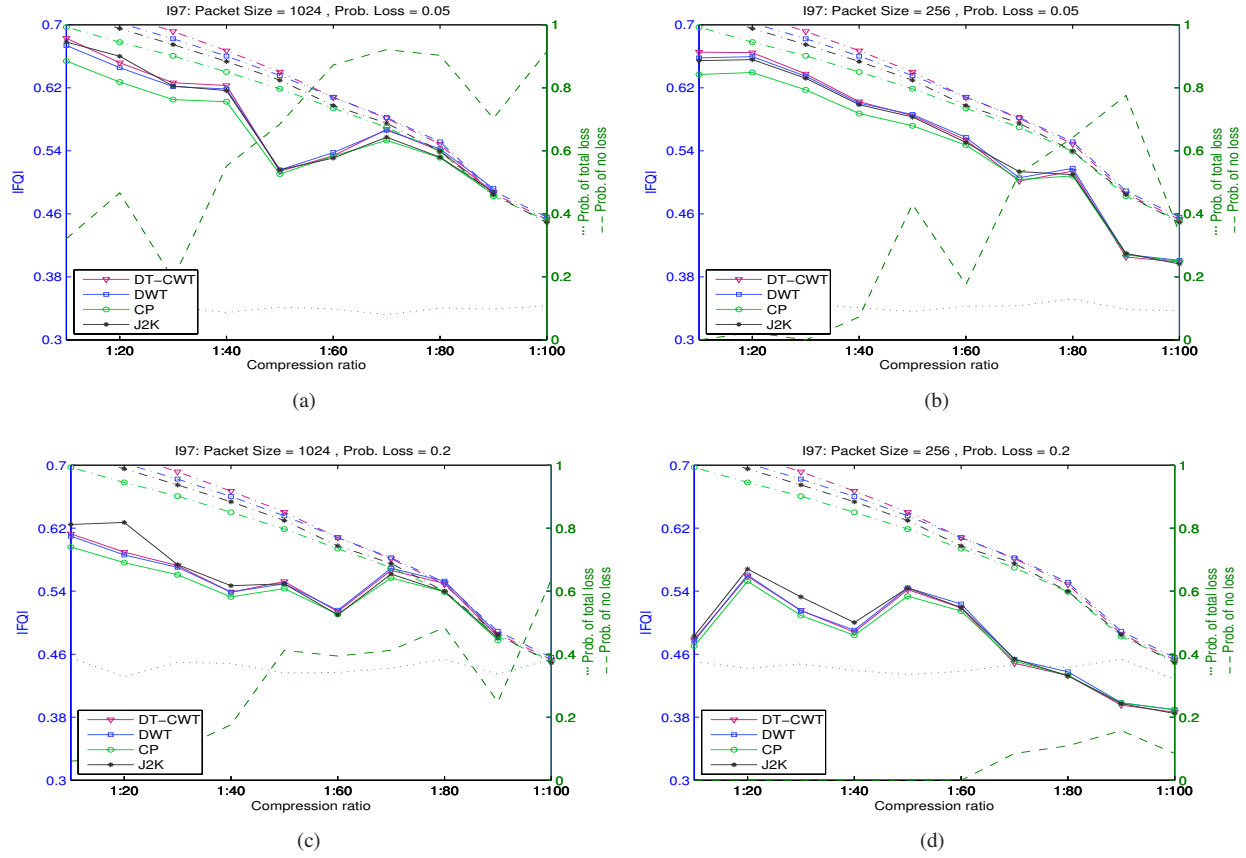 I97: Packet Size = 1024 , Prob. Loss = 0.05
0.7
0.62
0.54
0.46
0.38
0.3
IFQI
1
0.8
0.6
0.4
0.2
0
... Prob. of total loss
-- Prob. of no loss
DT-CWT
DWT
CP
J2K
1:20
1:40
1:60
1:80
1:100
Compression ratio
(a)
I97: Packet Size = 256 , Prob. Loss = 0.05
0.7
0.62
0.54
0.46
0.38
0.3
IFQI
1
0.8
0.6
0.4
0.2
0
... Prob. of total loss
-- Prob. of no loss
DT-CWT
DWT
CP
J2K
1:20
1:40
1:60
1:80
1:100
Compression ratio
(b)
I97: Packet Size = 1024 , Prob. Loss = 0.2
0.7
0.62
0.54
0.46
0.38
0.3
IFQI
1
0.8
0.6
0.4
0.2
0
... Prob. of total loss
-- Prob. of no loss
DT-CWT
DWT
CP
J2K
1:20
1:40
1:60
1:80
1:100
Compression ratio
(c)
I97: Packet Size = 256 , Prob. Loss = 0.2
0.7
0.62
0.54
0.46
0.38
0.3
IFQI
1
0.8
0.6
0.4
0.2
0
... Prob. of total loss
-- Prob. of no loss
DT-CWT
DWT
CP
J2K
1:20
1:40
1:60
1:80
1:100
Compression ratio
(d)